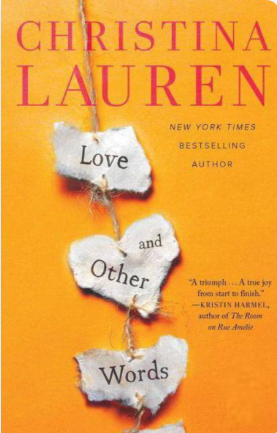 CHRISTINA
LAUREN
NEW YORK TIMES
BESTSELLING
AUTHOR
Love
and
Other
Words
“A triumph . . . A true joy
from start to finish.”
—KRISTIN HARMEL,
author of The Room
on Rue Amélie